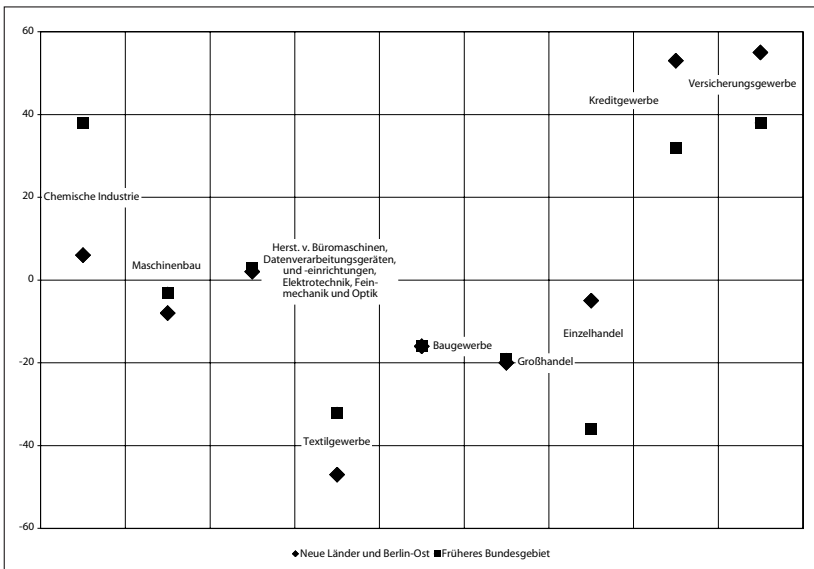 60
40
20
0
-20
-40
-60
Chemische Industrie
Maschinenbau
Herst. v. Büromaschinen,
Datenverarbeitungsgeräten,
und -einrichtungen,
Elektrotechnik, Fein-
mechanik und Optik
Textilgewerbe
Baugewerbe
Großhandel
Einzelhandel
Kreditgewerbe
Versicherungsgewerbe
Neue Länder und Berlin-Ost Früheres Bundesgebiet